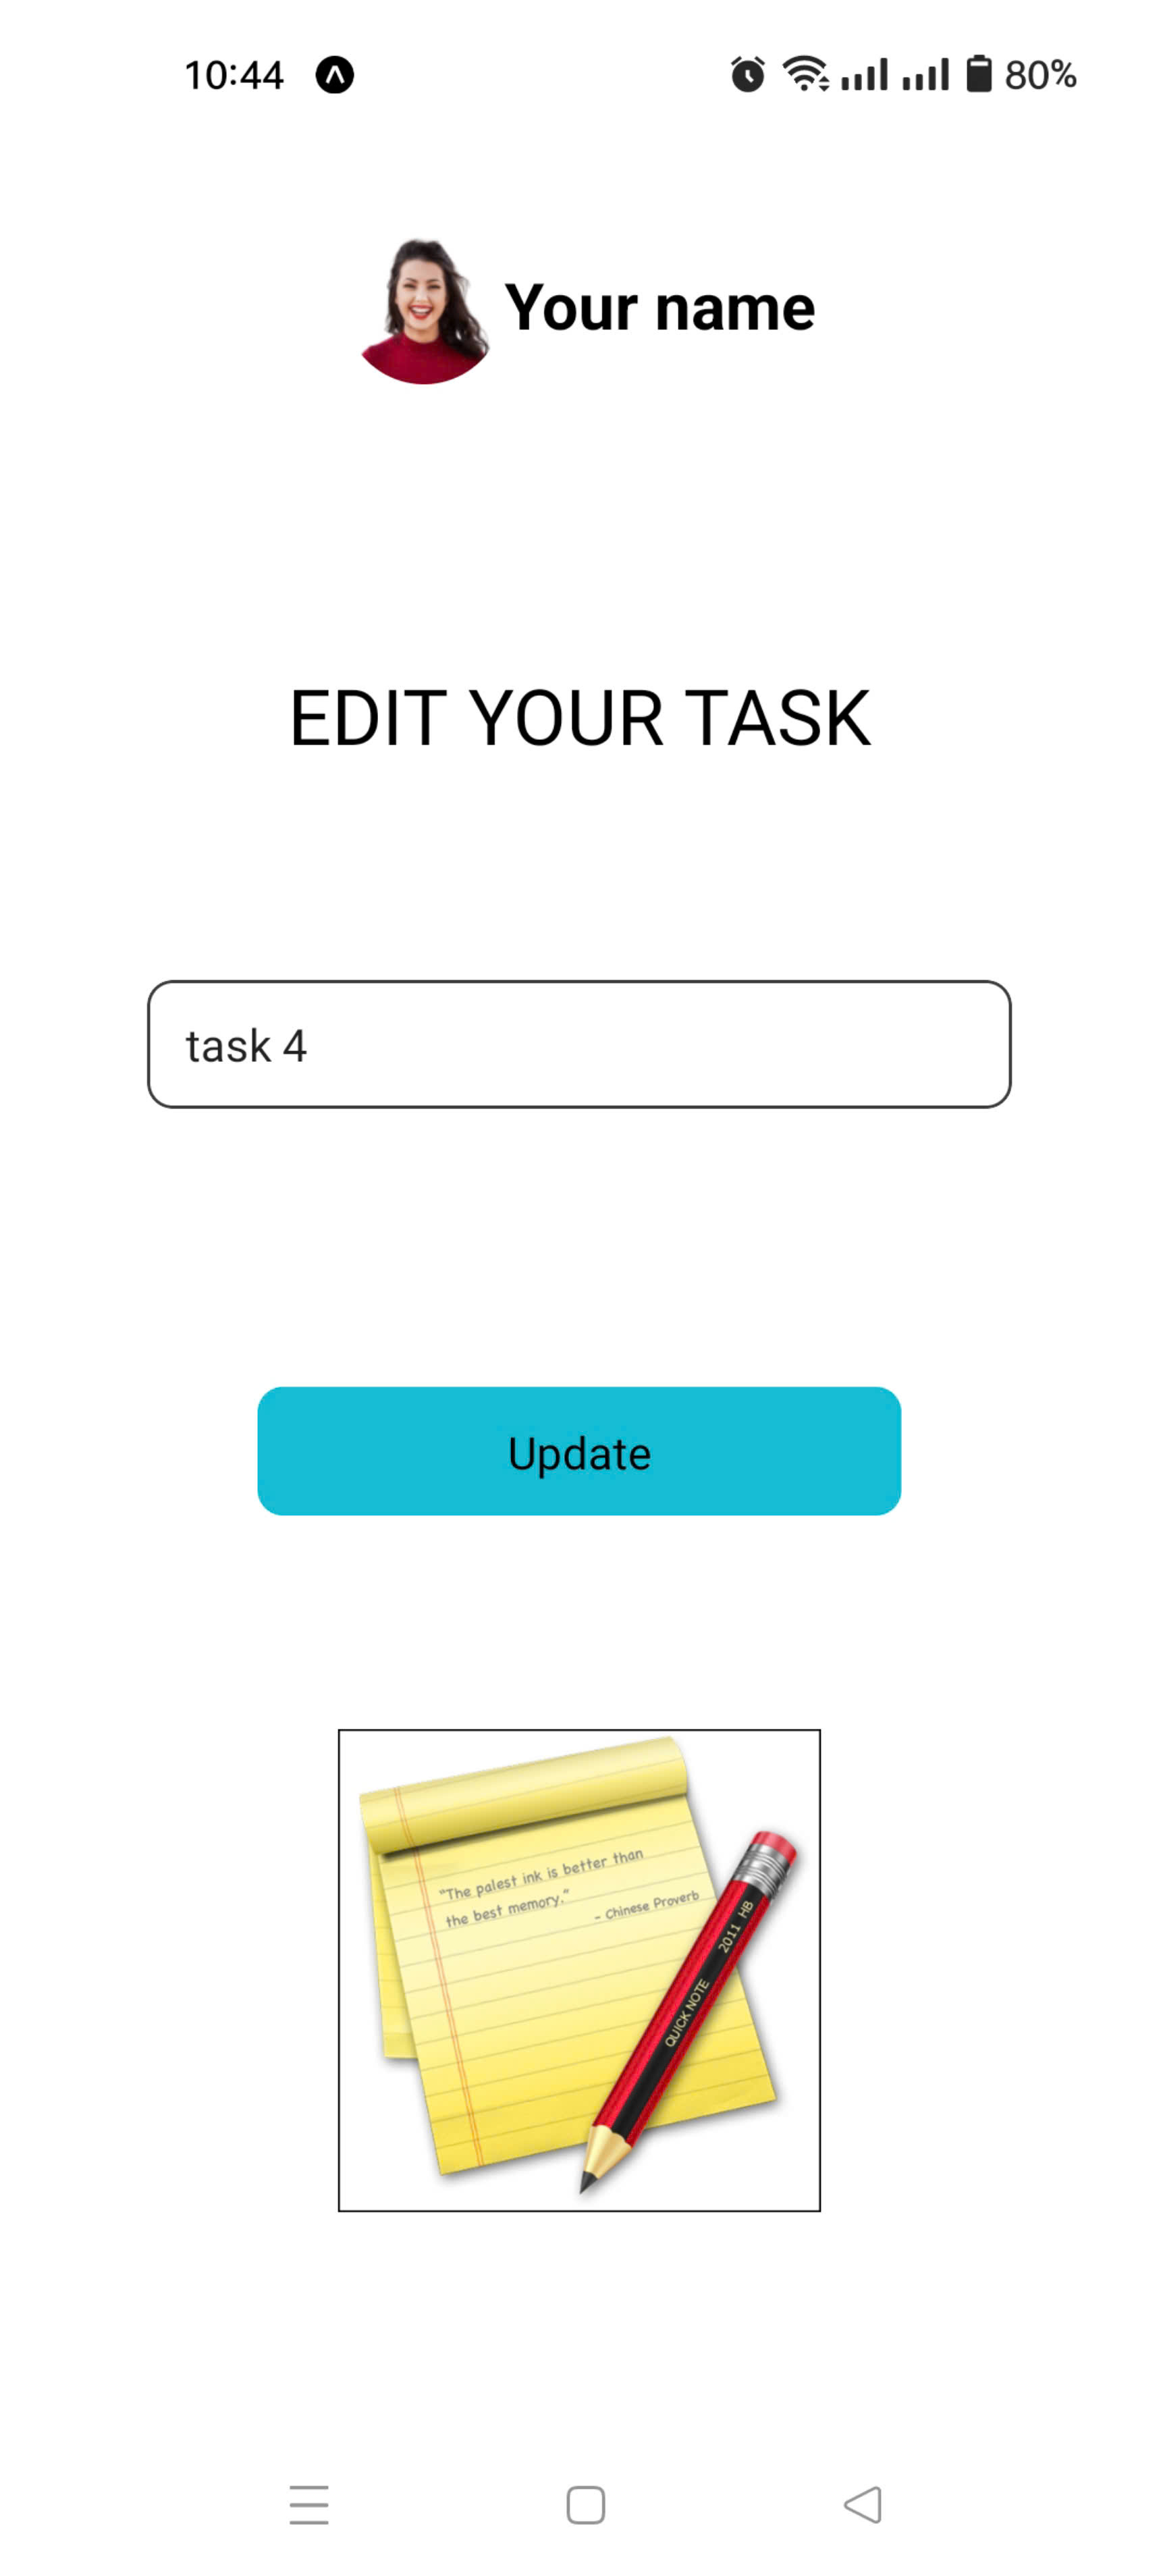 10:44 80%
Your name
EDIT YOUR TASK
task 4
Update
"The palest ink is better than
the best memory."
- Chinese Proverb
QUICK NOTE 2011 HB